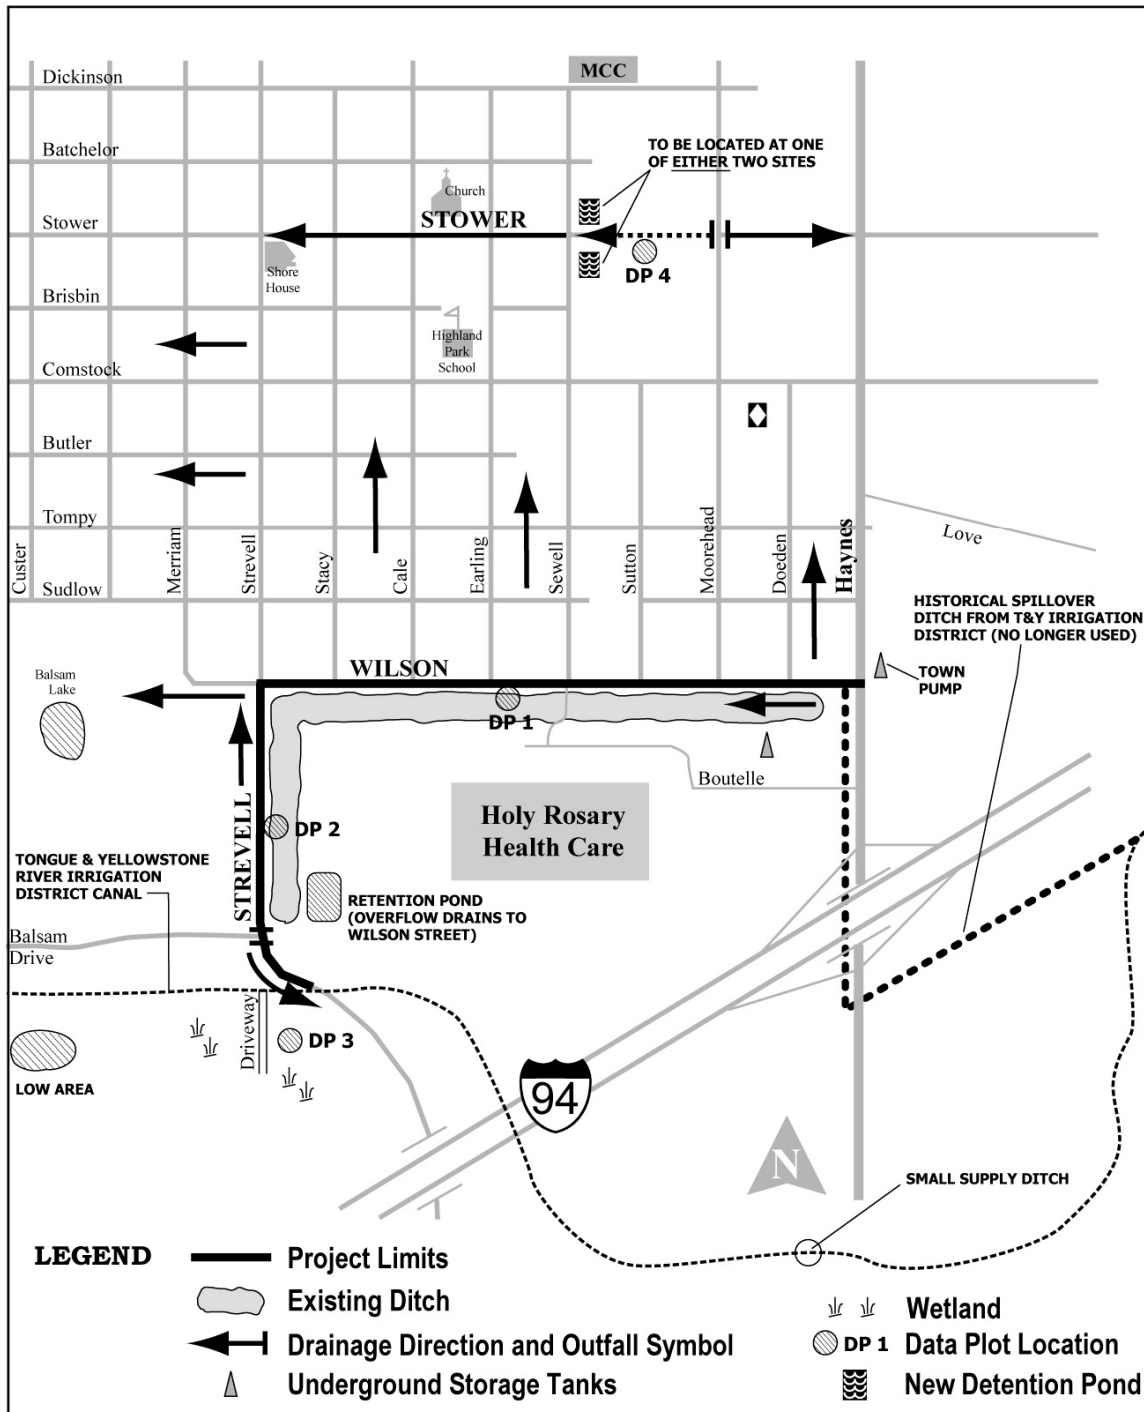 MCC
Dickinson
Batchelor
TO BE LOCATED AT ONE
OF EITHER TWO SITES
Church
Stower
STOWER
DP 4
Shore
House
Brisbin
Highland
Park
School
Comstock
Butler
Tompy
Custer
Merriam
Strevell
Stacy
Cale
Earling
Sewell
Sutton
Moorehead
Doeden
Haynes
Love
Sudlow
HISTORICAL SPILLOVER
DITCH FROM T&Y IRRIGATION
DISTRICT (NO LONGER USED)
WILSON
TOWN
PUMP
Balsam
Lake
DP 1
Boutelle
Holy Rosary
Health Care
DP 2
STREVELL
TONGUE & YELLOWSTONE
RIVER IRRIGATION
DISTRICT CANAL
RETENTION POND
(OVERFLOW DRAINS TO
WILSON STREET)
Balsam
Drive
Driveway
DP 3
LOW AREA
94
N
SMALL SUPPLY DITCH
LEGEND
Project Limits
Existing Ditch
Drainage Direction and Outfall Symbol
Underground Storage Tanks
Wetland
DP 1 Data Plot Location
New Detention Pond